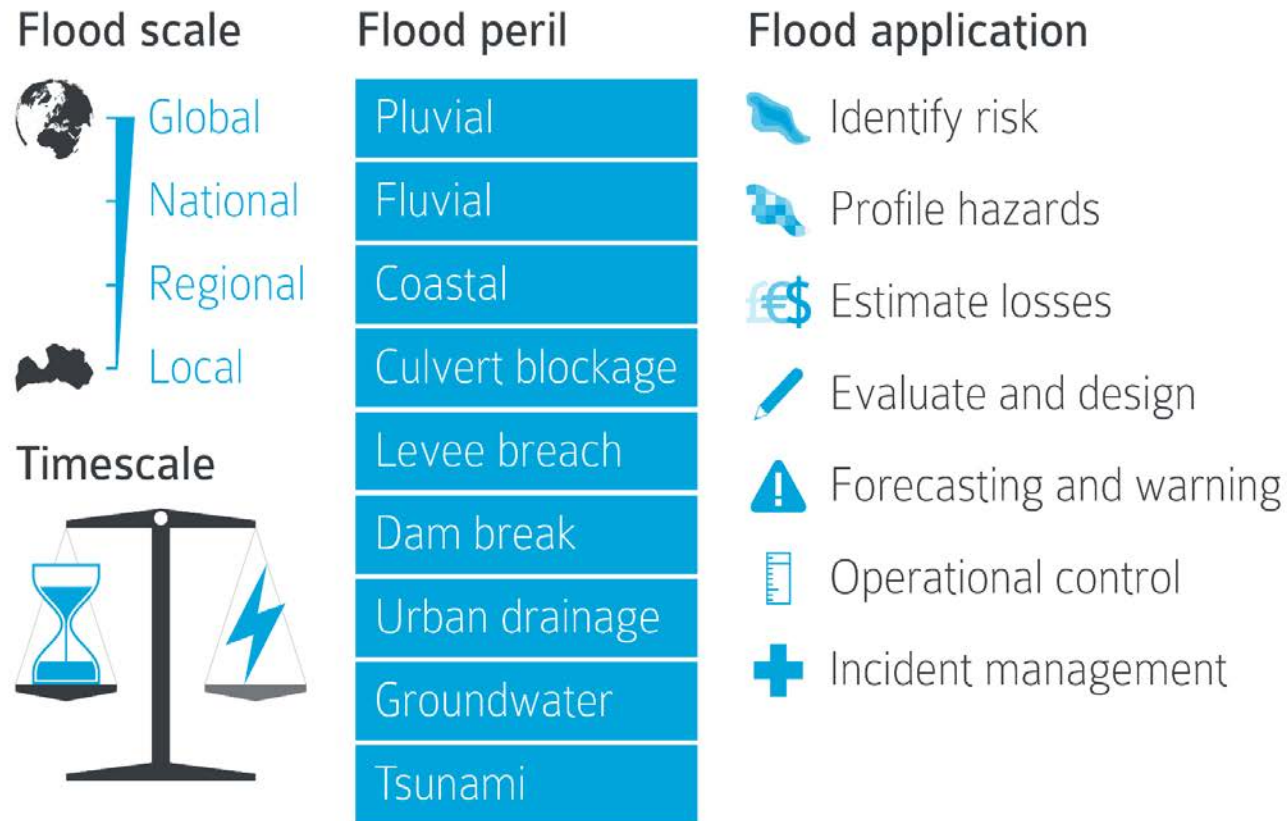 Flood scale
Global
National
Regional
Local
Timescale
Flood peril
Pluvial
Fluvial
Coastal
Culvert blockage
Levee breach
Dam break
Urban drainage
Groundwater
Tsunami
Flood application
Identify risk
Profile hazards
£€$ Estimate losses
Evaluate and design
! Forecasting and warning
Operational control
Incident management